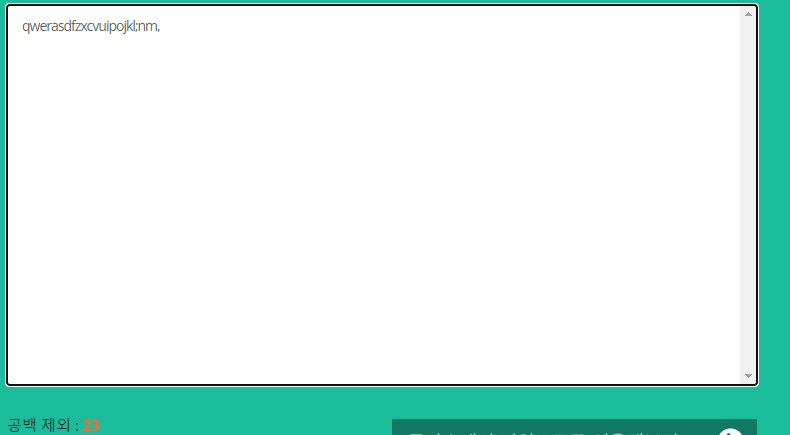 qwerasdfzxcvuipojkl;nm,
공백 제외 : 23